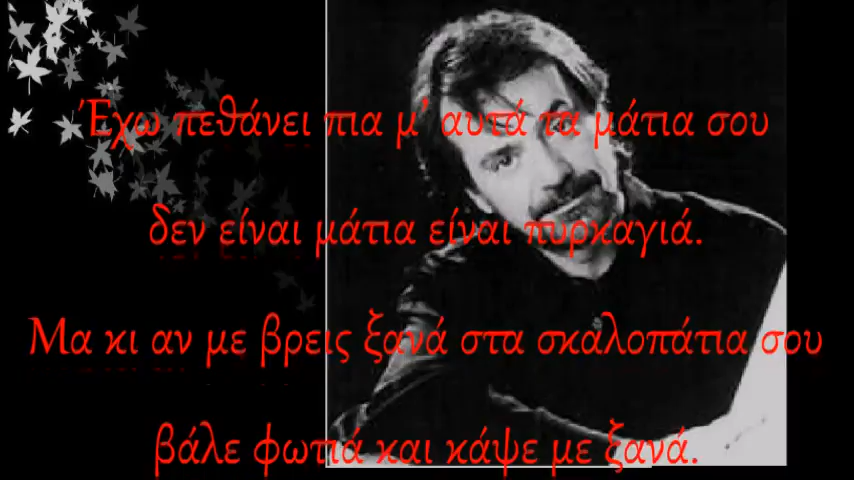 Έχω πεθάνει πια μ' αυτά τα μάτια σου
δεν είναι μάτια είναι πυρκαγιά.
Μα κι αν με βρεις ξανά στα σκαλοπάτια σου
βάλε φωτιά και κάψε με ξανά.